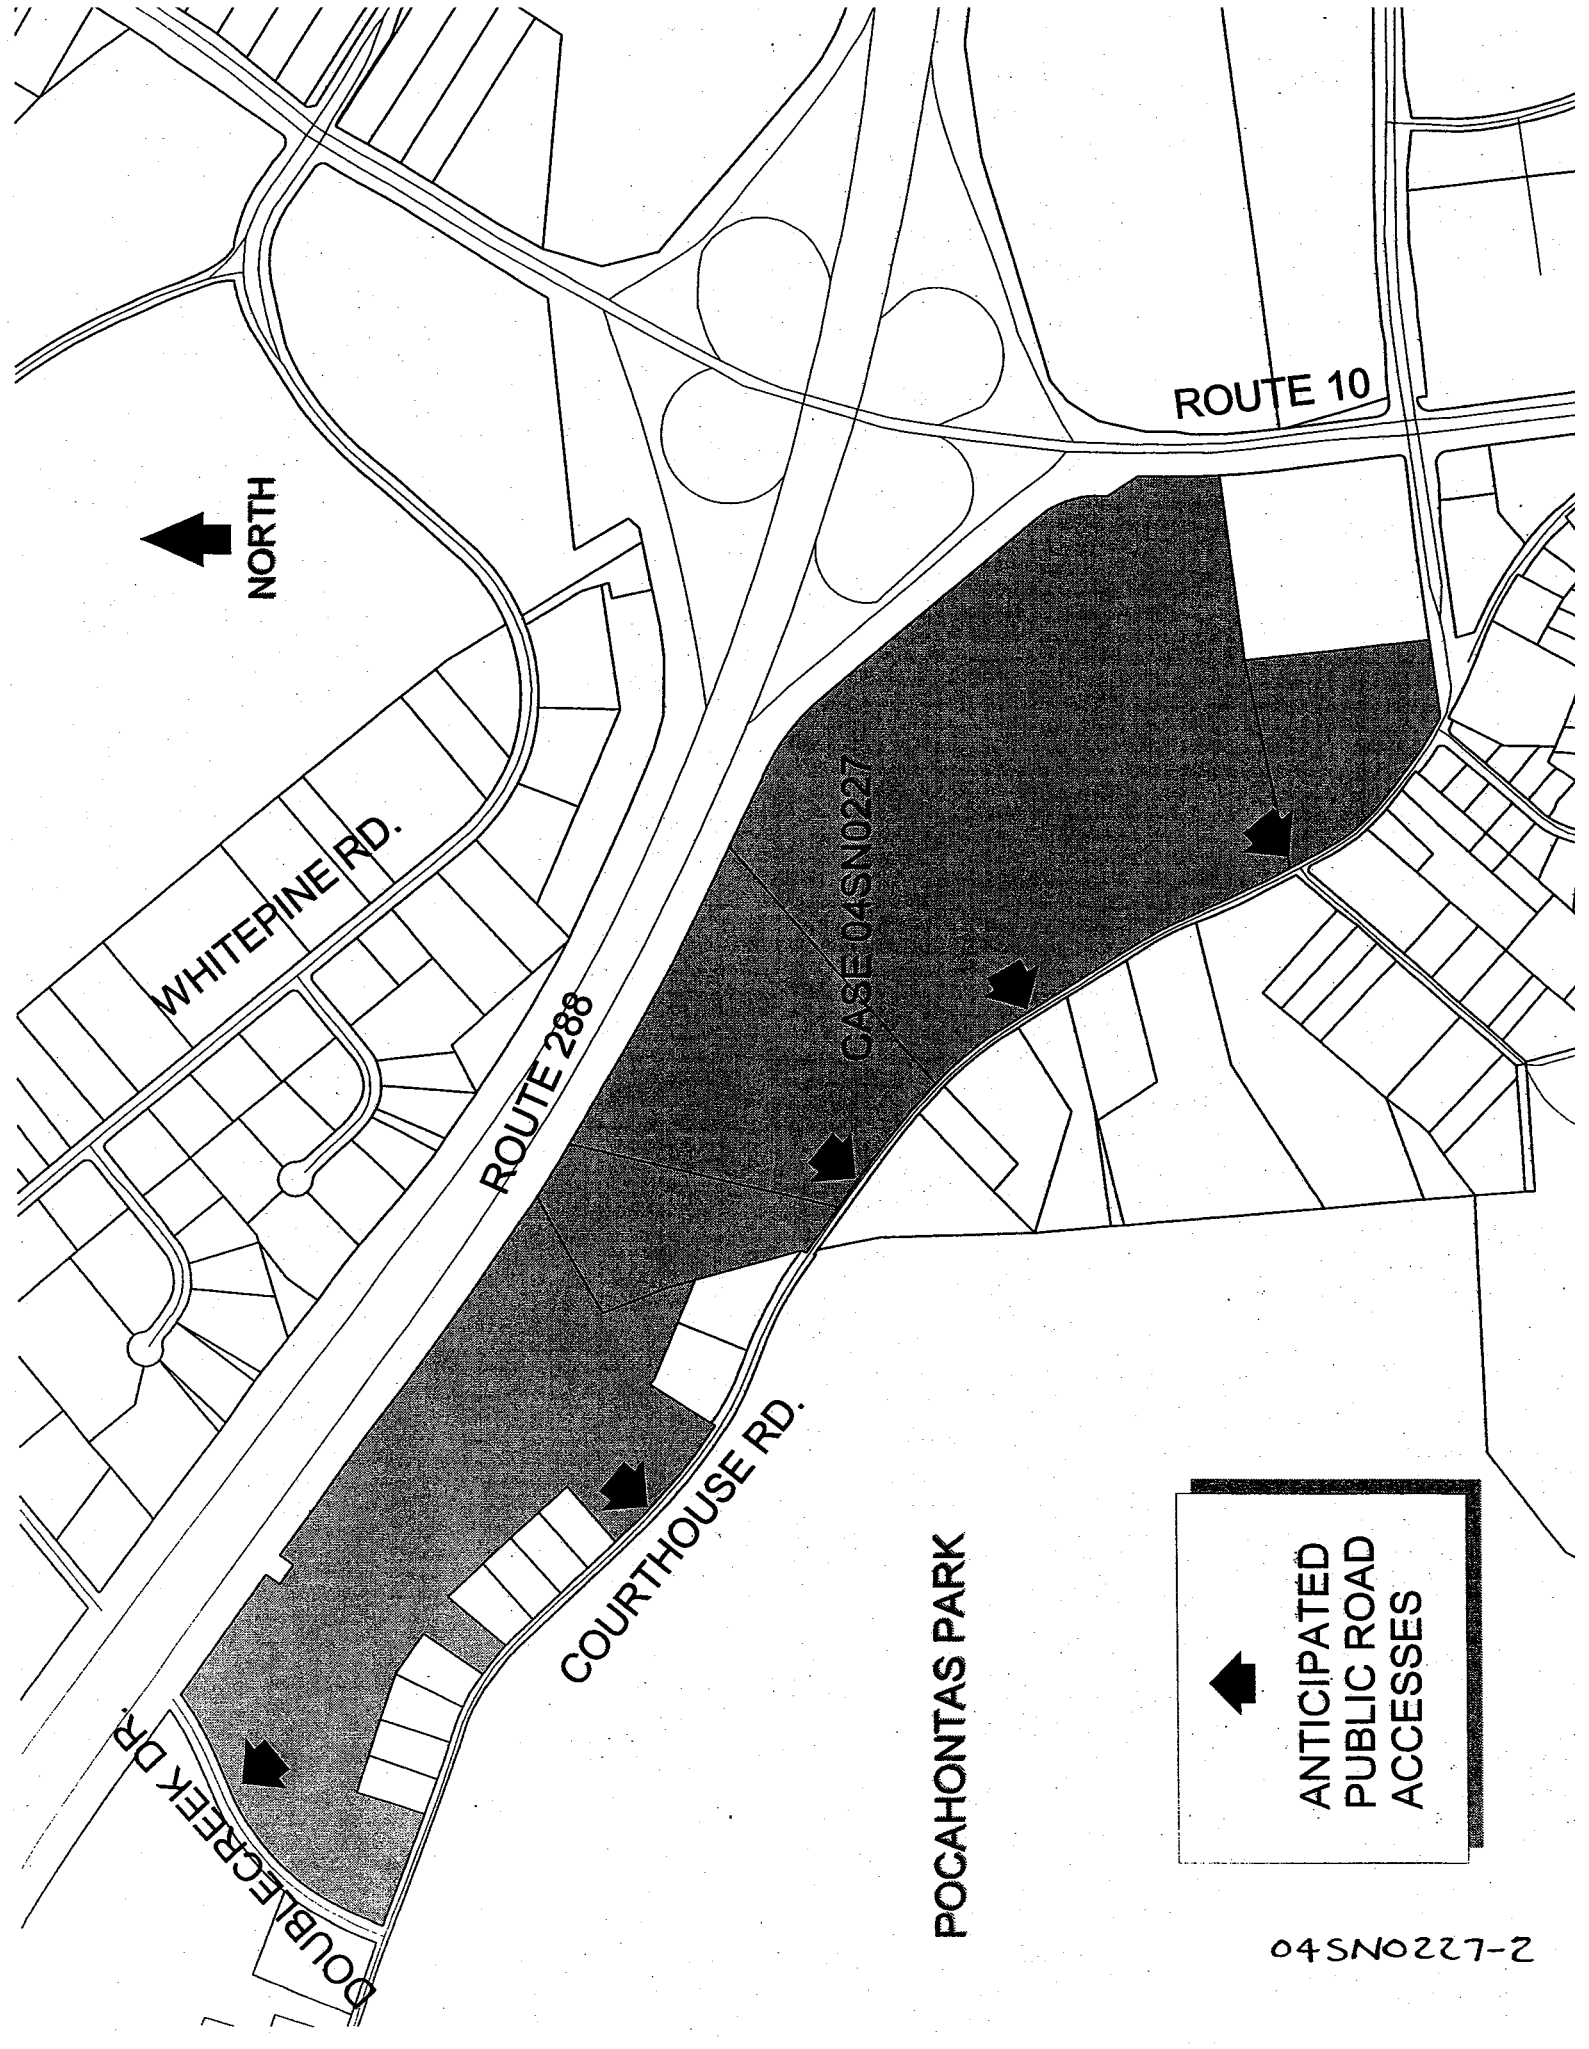 NORTH
ROUTE 10
WHITEPINE RD.
CASE 04SN0227
ROUTE 288
COURTHOUSE RD.
DOUBLECREEK DR.
POCAHONTAS PARK
ANTICIPATED
PUBLIC ROAD
ACCESSES
04SN0227-2